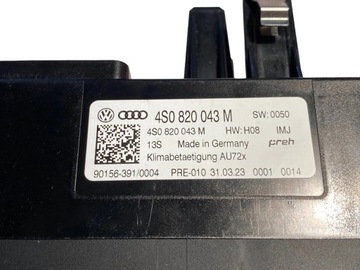 4S0 820 043 M SW:0050
4S0 820 043 M HW:H08 IMJ
13S Made in Germany preh
Klimabetaetigung AU72x
90156-391/0004 PRE-010 31.03.23 0001 0014